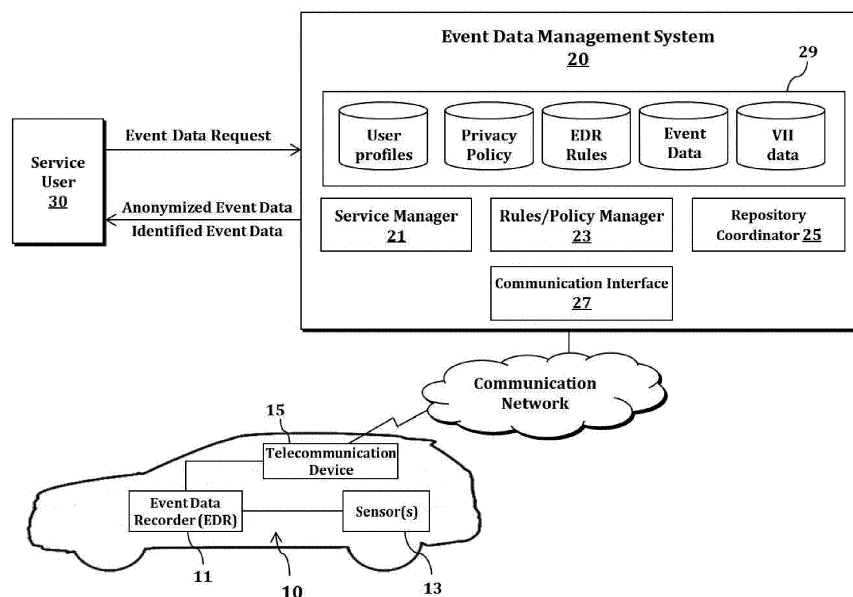 Event Data Management System
20
29
User
profiles
Privacy
Policy
EDR
Rules
Event
Data
VII
data
Event Data Request
Service
User
30
Anonymized Event Data
Identified Event Data
Service Manager
21
Rules/Policy Manager
23
Repository
Coordinator 25
Communication Interface
27
Communication
Network
15
Telecommunication
Device
Event Data
Recorder (EDR)
Sensor(s)
11
10
13